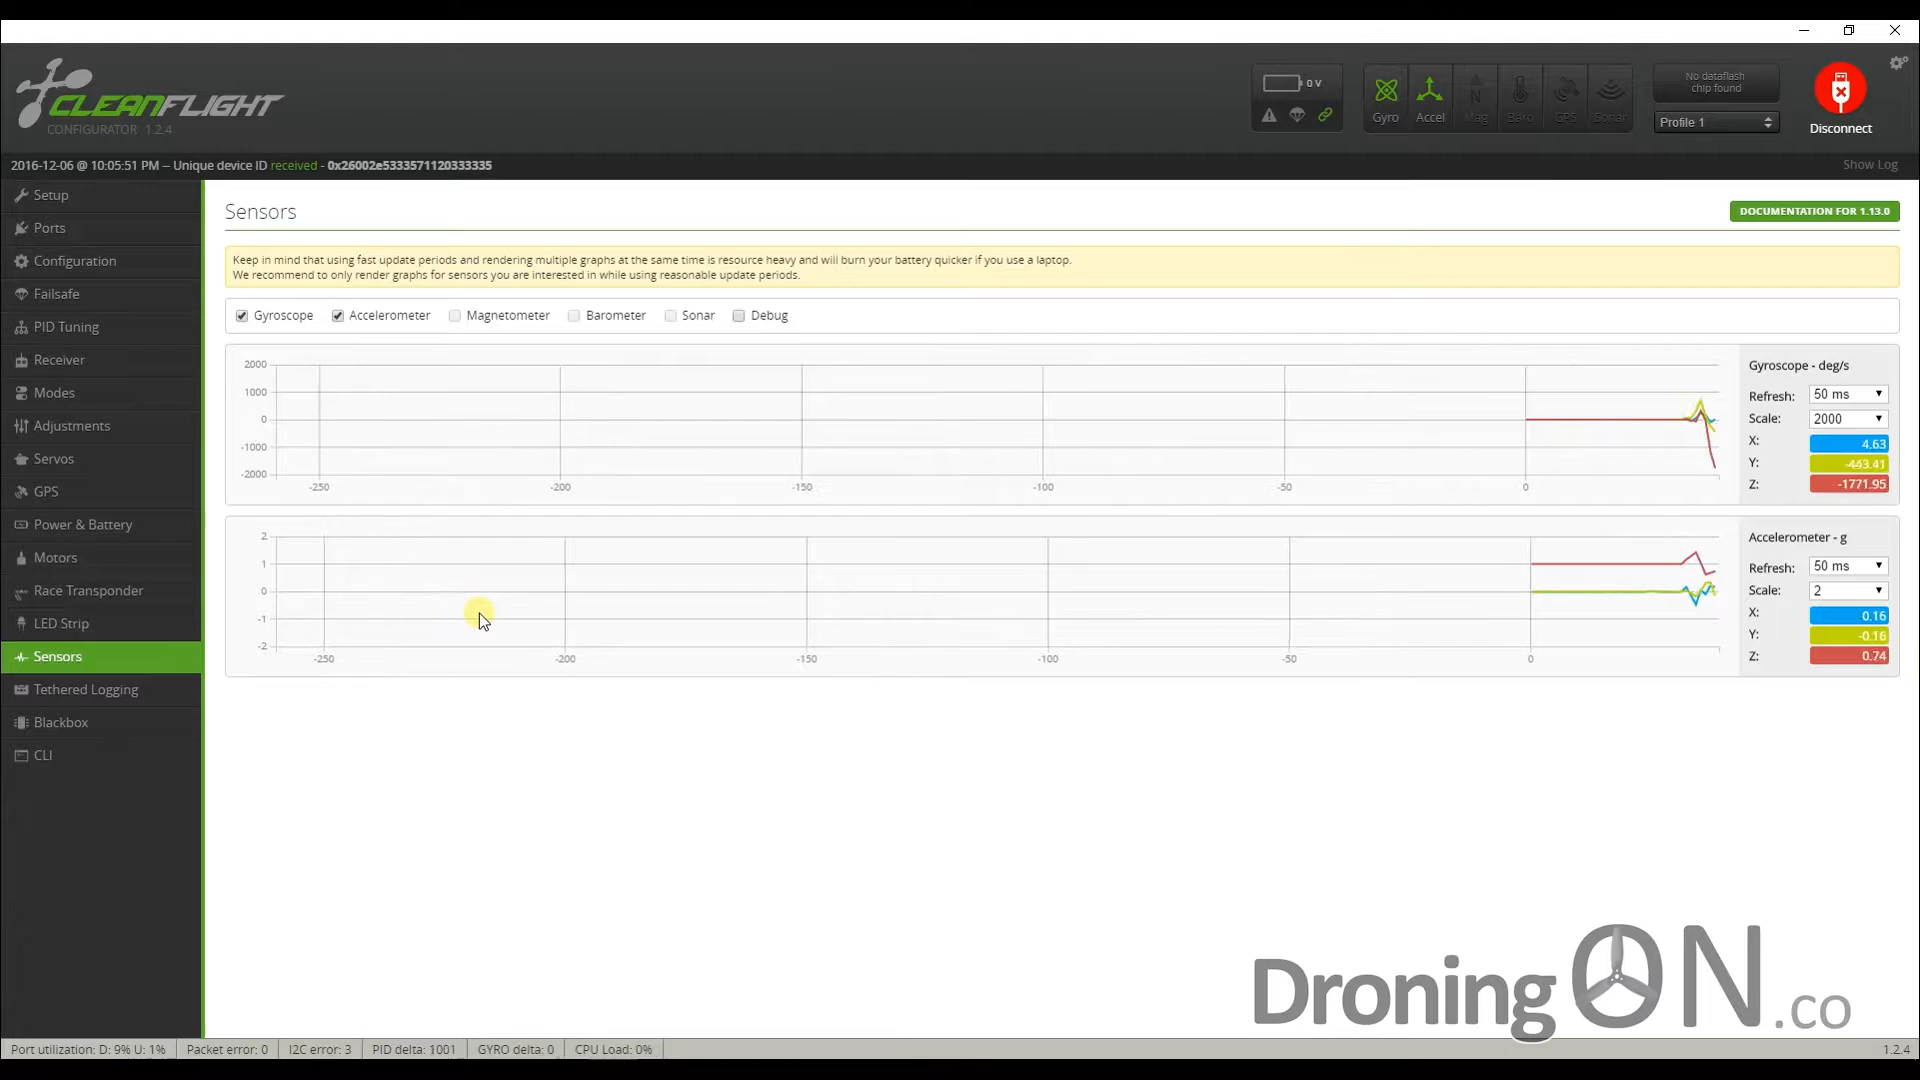 CLEANFLIGHT
CONFIGURATOR 1.2.4
0 V
Gyro
Accel
Mag
Baro
GPS
Sonar
No dataflash
chip found
Profile 1
Disconnect
2016-12-06 @ 10:05:51 PM -- Unique device ID received - 0x26002e5333571120333335
Show Log
Setup
Ports
Configuration
Failsafe
PID Tuning
Receiver
Modes
Adjustments
Servos
GPS
Power & Battery
Motors
Race Transponder
LED Strip
Sensors
Tethered Logging
Blackbox
CLI
Sensors
DOCUMENTATION FOR 1.13.0
Keep in mind that using fast update periods and rendering multiple graphs at the same time is resource heavy and will burn your battery quicker if you use a laptop.
We recommend to only render graphs for sensors you are interested in while using reasonable update periods.
Gyroscope Accelerometer Magnetometer Barometer Sonar Debug
2000
1000
0
-1000
-2000
-250 -200 -150 -100 -50 0
Gyroscope - deg/s
Refresh: 50 ms
Scale: 2000
X: 4.63
Y: -443.41
Z: -1771.95
2
1
0
-1
-2
-250 -200 -150 -100 -50 0
Accelerometer - g
Refresh: 50 ms
Scale: 2
X: 0.16
Y: -0.16
Z: 0.74
DroningON.co
Port utilization: D: 9% U: 1% Packet error: 0 I2C error: 3 PID delta: 1001 GYRO delta: 0 CPU Load: 0% 1.2.4